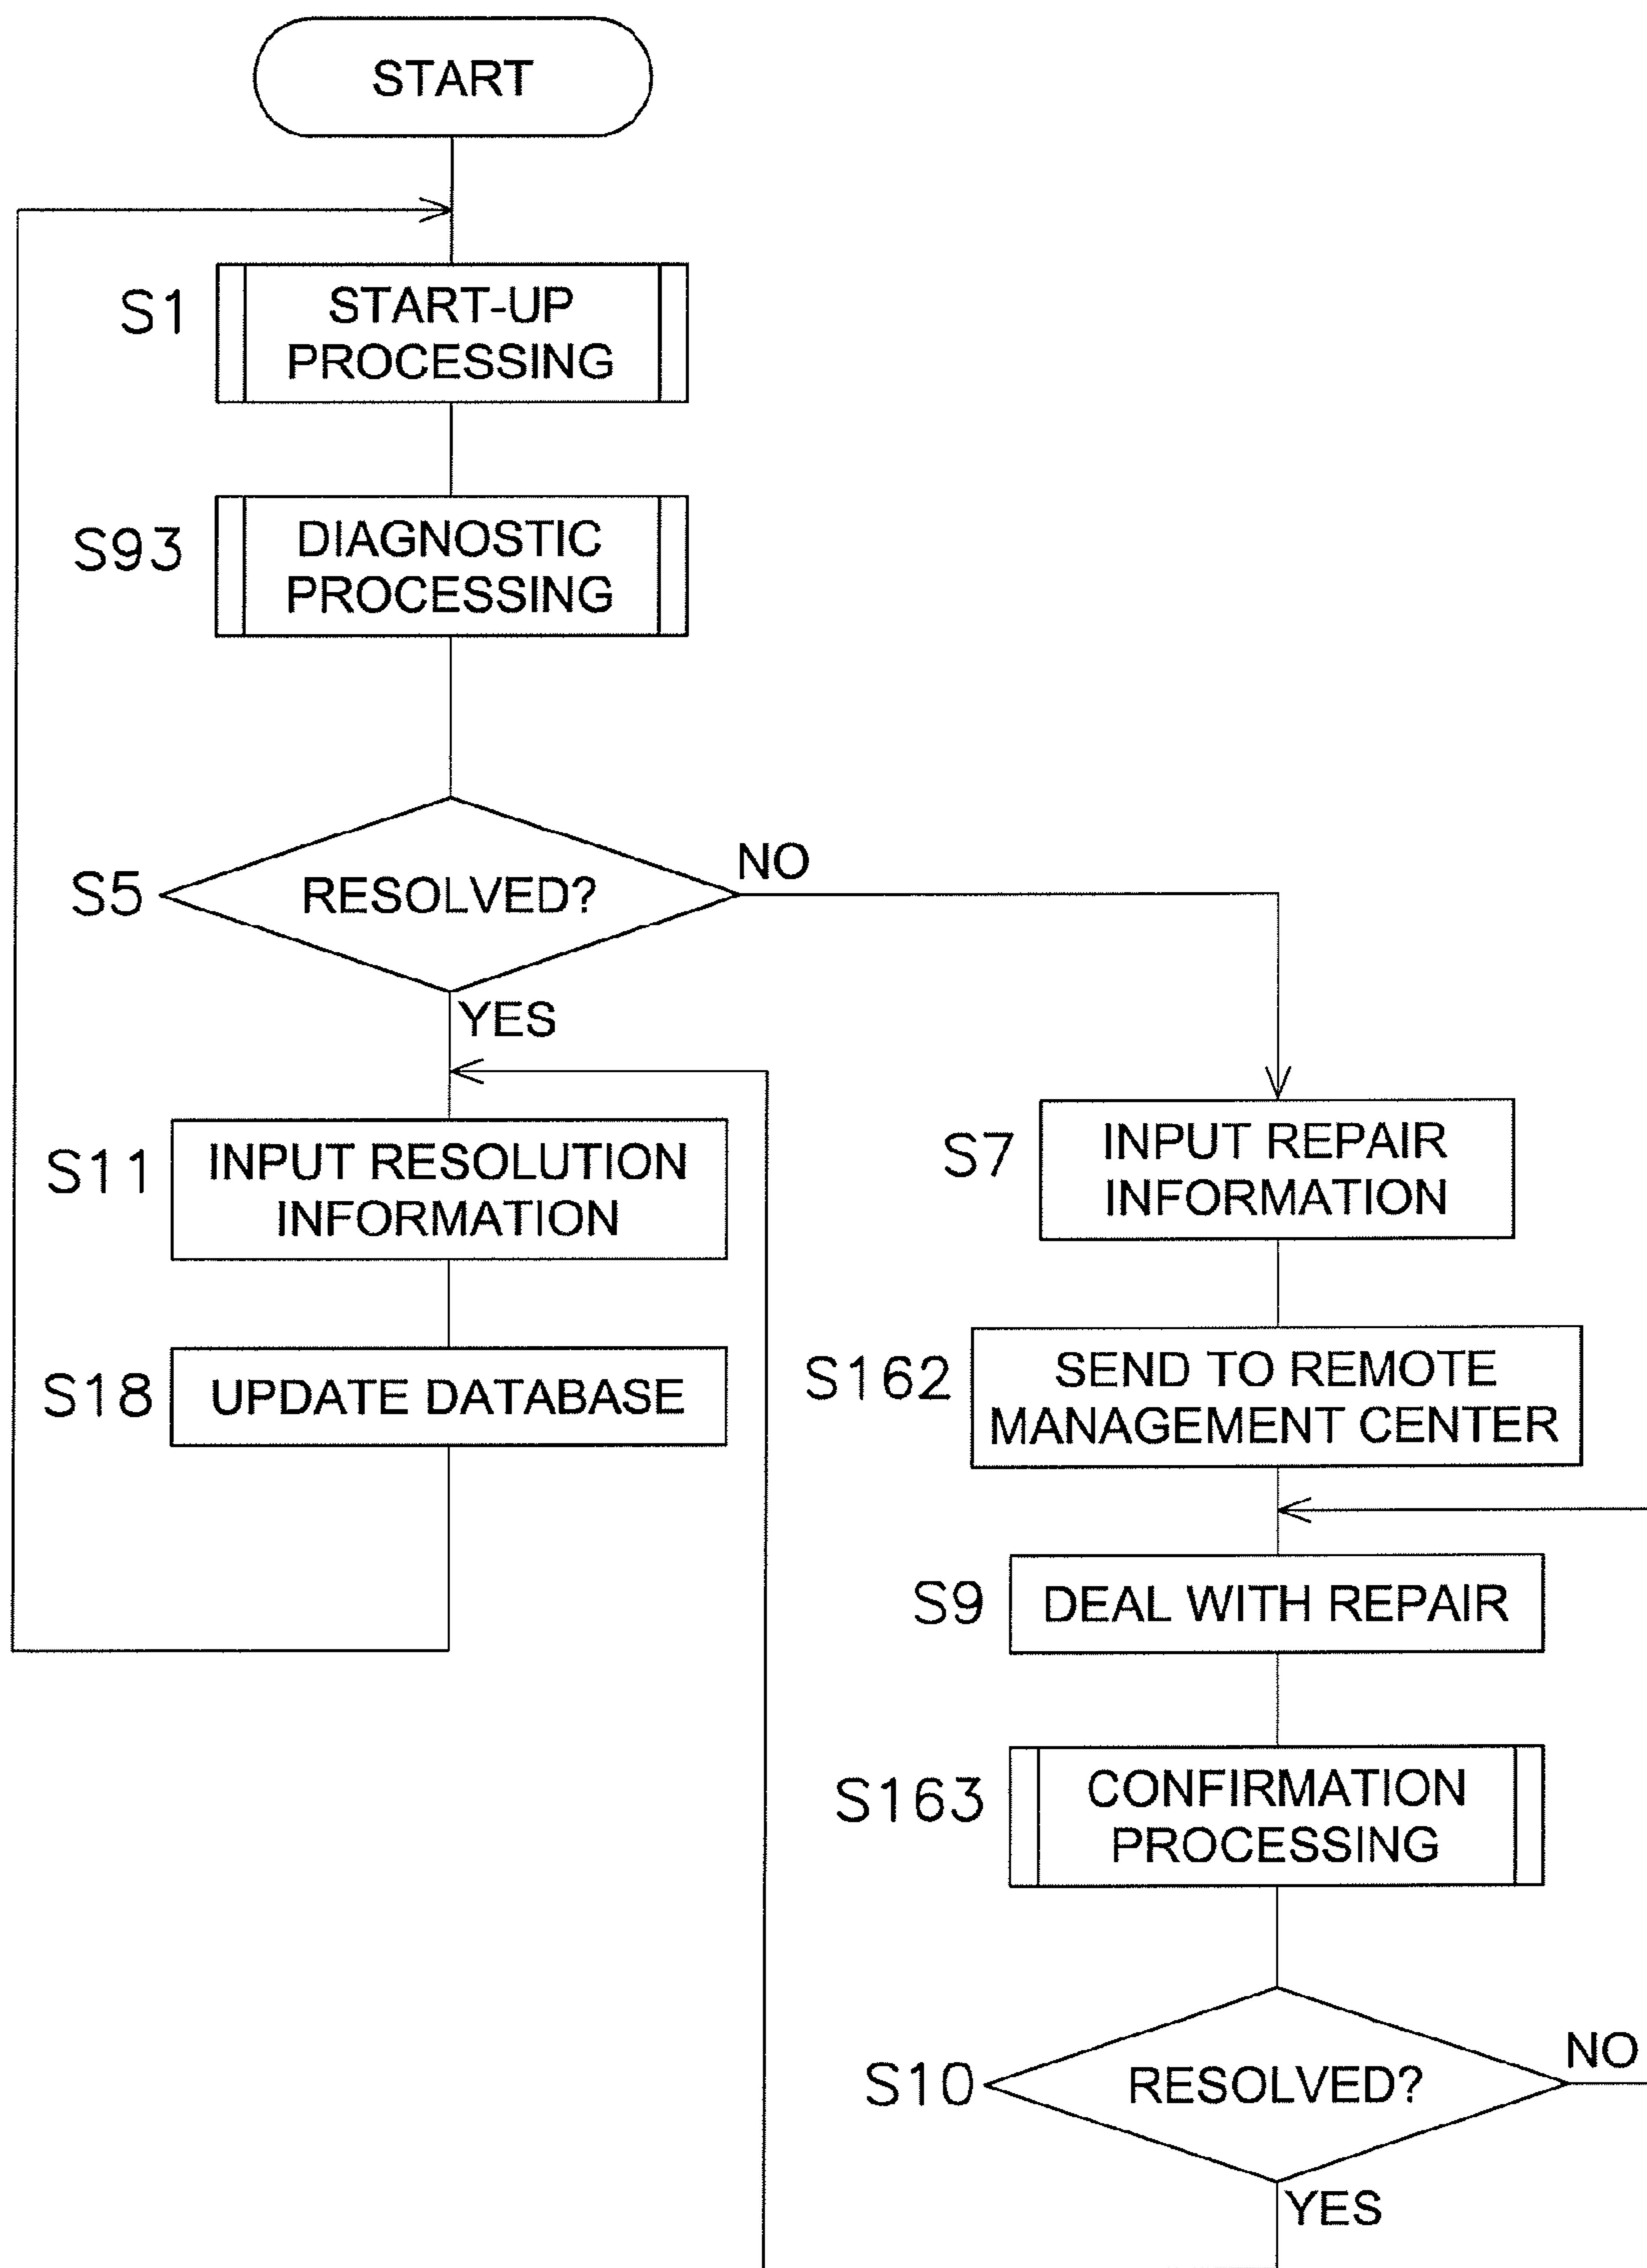 START
S1
START-UP
PROCESSING
S93
DIAGNOSTIC
PROCESSING
S5
RESOLVED?
NO
YES
S11
INPUT RESOLUTION
INFORMATION
S18
UPDATE DATABASE
S7
INPUT REPAIR
INFORMATION
S162
SEND TO REMOTE
MANAGEMENT CENTER
S9
DEAL WITH REPAIR
S163
CONFIRMATION
PROCESSING
S10
RESOLVED?
NO
YES